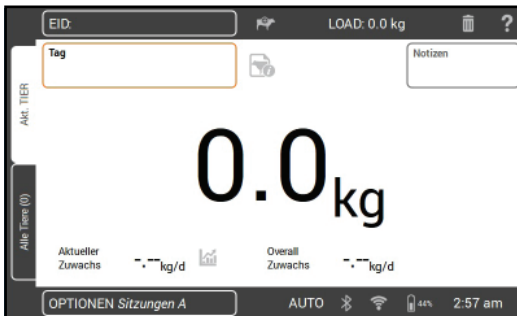 EID:
LOAD: 0.0 kg
?
Tag
Notizen
Akt. TIER
Alle Tiere (0)
0.0kg
Aktueller
Zuwachs
-.--kg/d
Overall
Zuwachs
-.--kg/d
OPTIONEN Sitzungen A
AUTO
44%
2:57 am